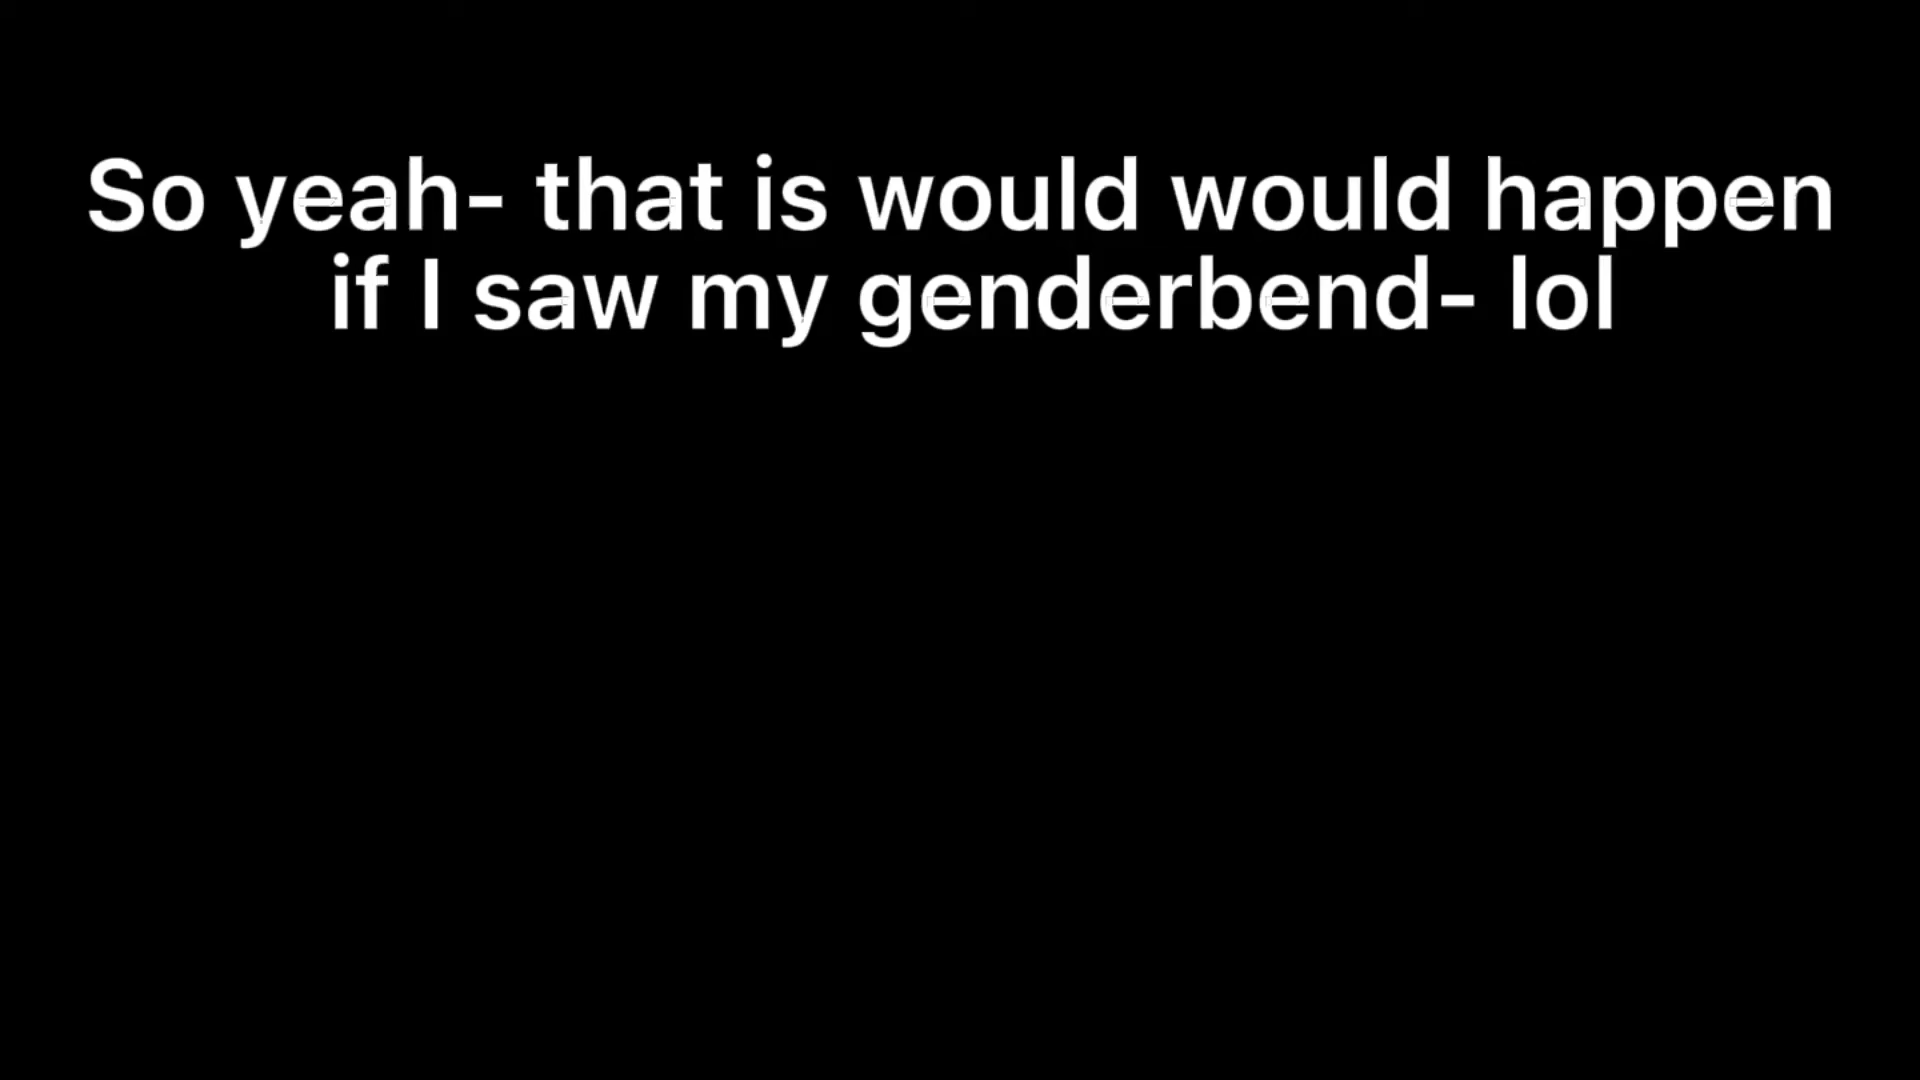 So yeah- that is would would happen
if I saw my genderbend- lol